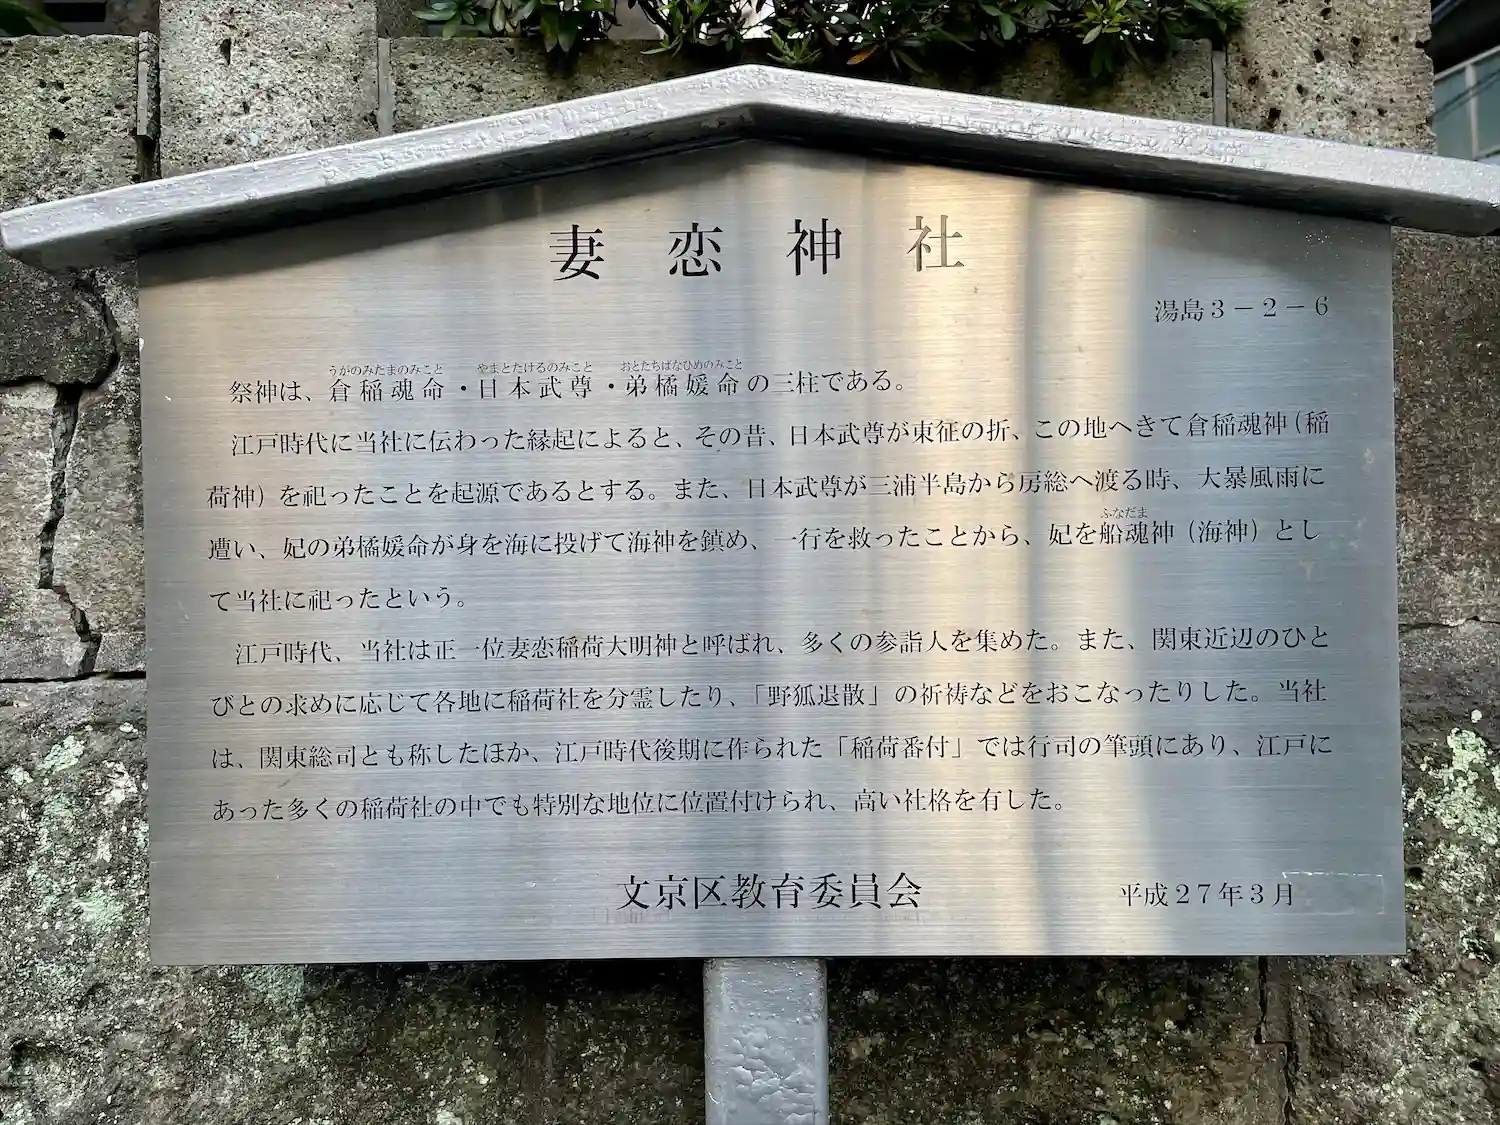 妻恋神社
湯島3－2－6
うがのみたまのみこと やまとたけるのみこと おとたちばなひめのみこと
祭神は、倉稲魂命・日本武尊・弟橘媛命の三柱である。
江戸時代に当社に伝わった縁起によると、その昔、日本武尊が東征の折、この地へきて倉稲魂神（稲
荷神）を祀ったことを起源であるとする。また、日本武尊が三浦半島から房総へ渡る時、大暴風雨に
ふなだま
遭い、妃の弟橘媛命が身を海に投げて海神を鎮め、一行を救ったことから、妃を船魂神（海神）とし
て当社に祀ったという。
江戸時代、当社は正一位妻恋稲荷大明神と呼ばれ、多くの参詣人を集めた。また、関東近辺のひと
びとの求めに応じて各地に稲荷社を分霊したり、「野狐退散」の祈祷などをおこなったりした。当社
は、関東総司とも称したほか、江戸時代後期に作られた「稲荷番付」では行司の筆頭にあり、江戸に
あった多くの稲荷社の中でも特別な地位に位置付けられ、高い社格を有した。
文京区教育委員会
平成27年3月